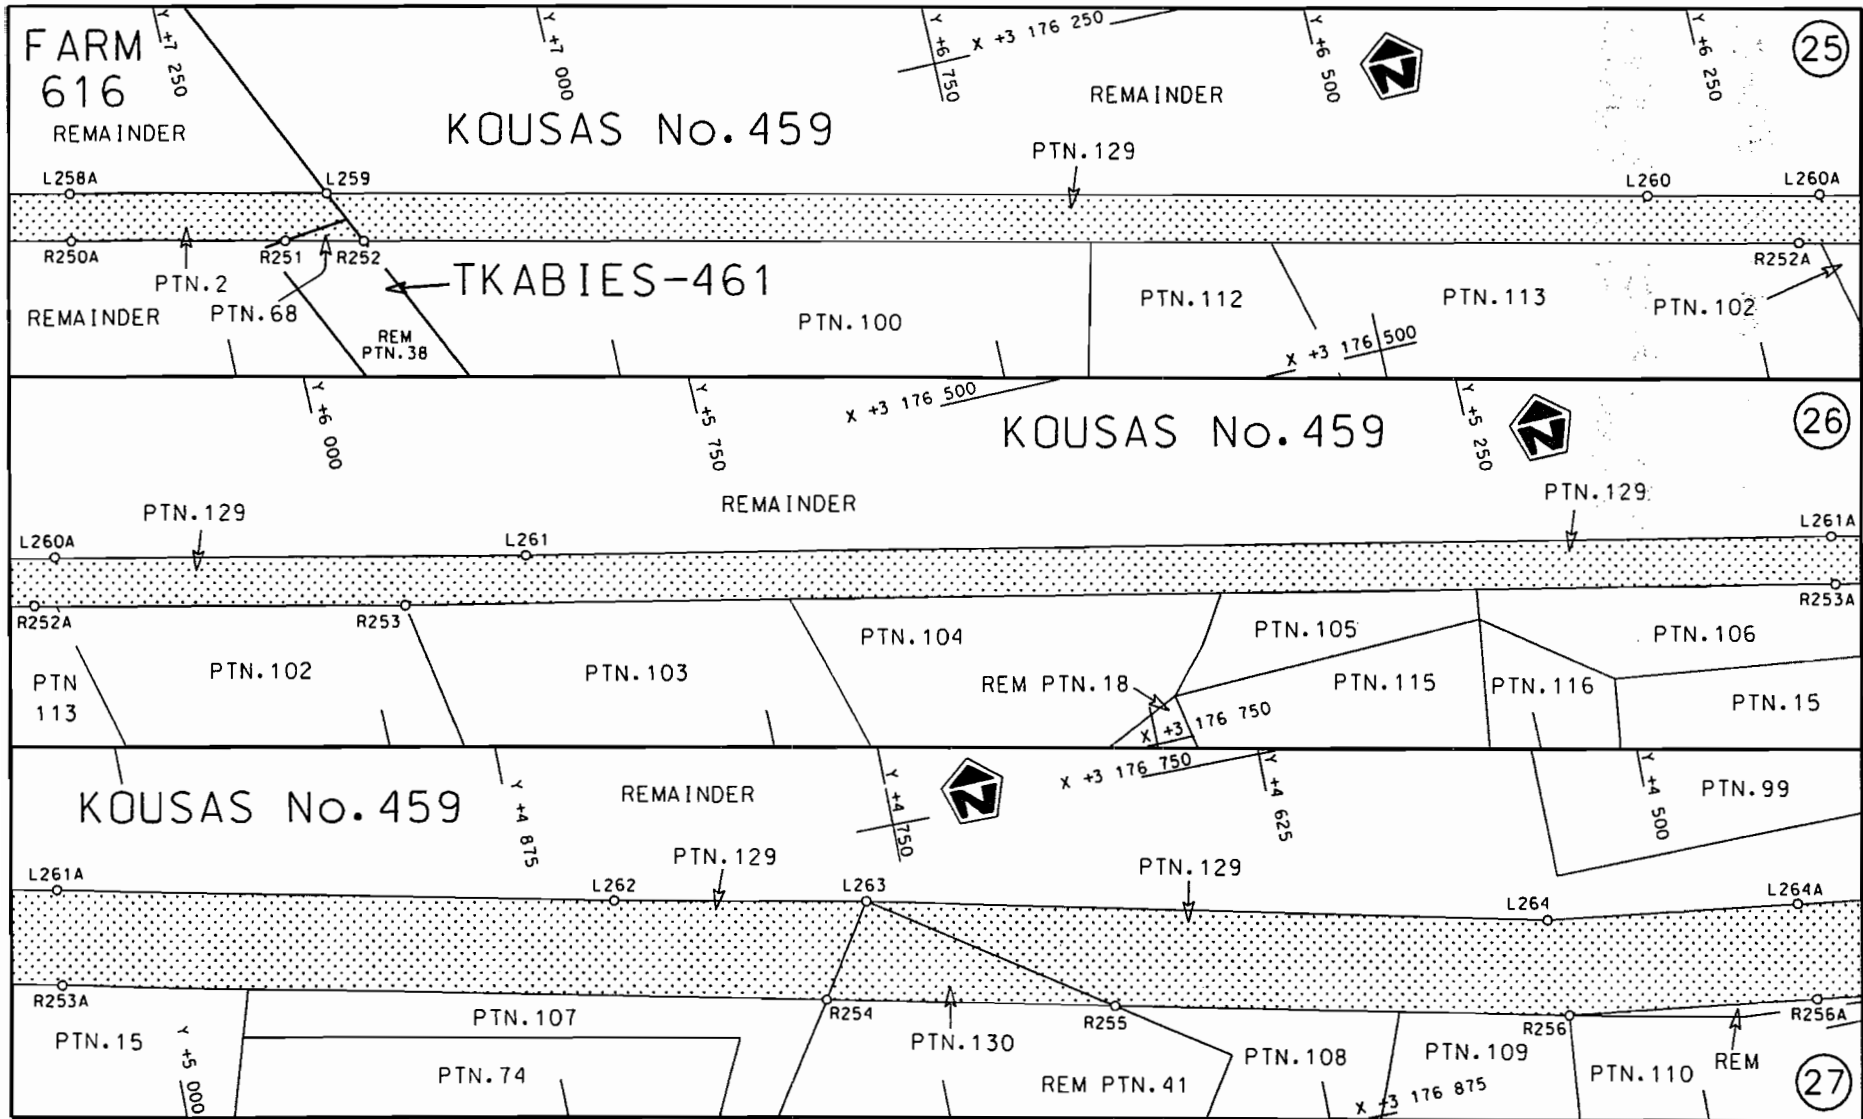 FARM
616
REMAINDER
Y +7 250
Y +7 000
Y +6 750
X +3 176 250
Y +6 500
Y +6 250
25
KOUSAS No.459
REMAINDER
PTN.129
L258A
L259
L260
L260A
R250A
R251
R252
R252A
PTN.2
TKABIES-461
REMAINDER
PTN.68
REM
PTN.38
PTN.100
PTN.112
PTN.113
PTN.102
X +3 176 500
Y +6 000
Y +5 750
X +3 176 500
Y +5 250
26
KOUSAS No.459
REMAINDER
PTN.129
PTN.129
L260A
L261
L261A
R252A
R253
R253A
PTN
113
PTN.102
PTN.103
PTN.104
PTN.105
PTN.106
REM PTN.18
PTN.115
PTN.116
PTN.15
X +3 176 750
Y +4 875
Y +4 750
X +3 176 750
Y +4 625
Y +4 500
PTN.99
KOUSAS No.459
REMAINDER
PTN.129
PTN.129
L261A
L262
L263
L264
L264A
R253A
R254
R255
R256
R256A
PTN.15
Y +5 000
PTN.107
PTN.74
PTN.130
REM PTN.41
PTN.108
PTN.109
X +3 176 875
PTN.110
REM
27